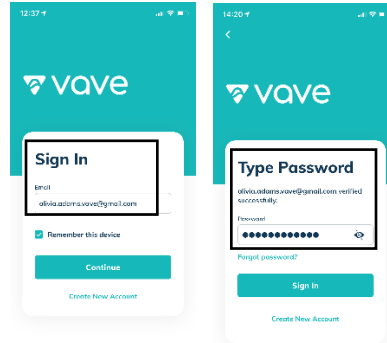 12:37
vave
Sign In
Email
olivia.adams.vave@gmail.com
Remember this device
Continue
Create New Account
14:20
vave
Type Password
olivia.adams.vave@gmail.com verified
successfully.
Password
Forgot password?
Sign In
Create New Account